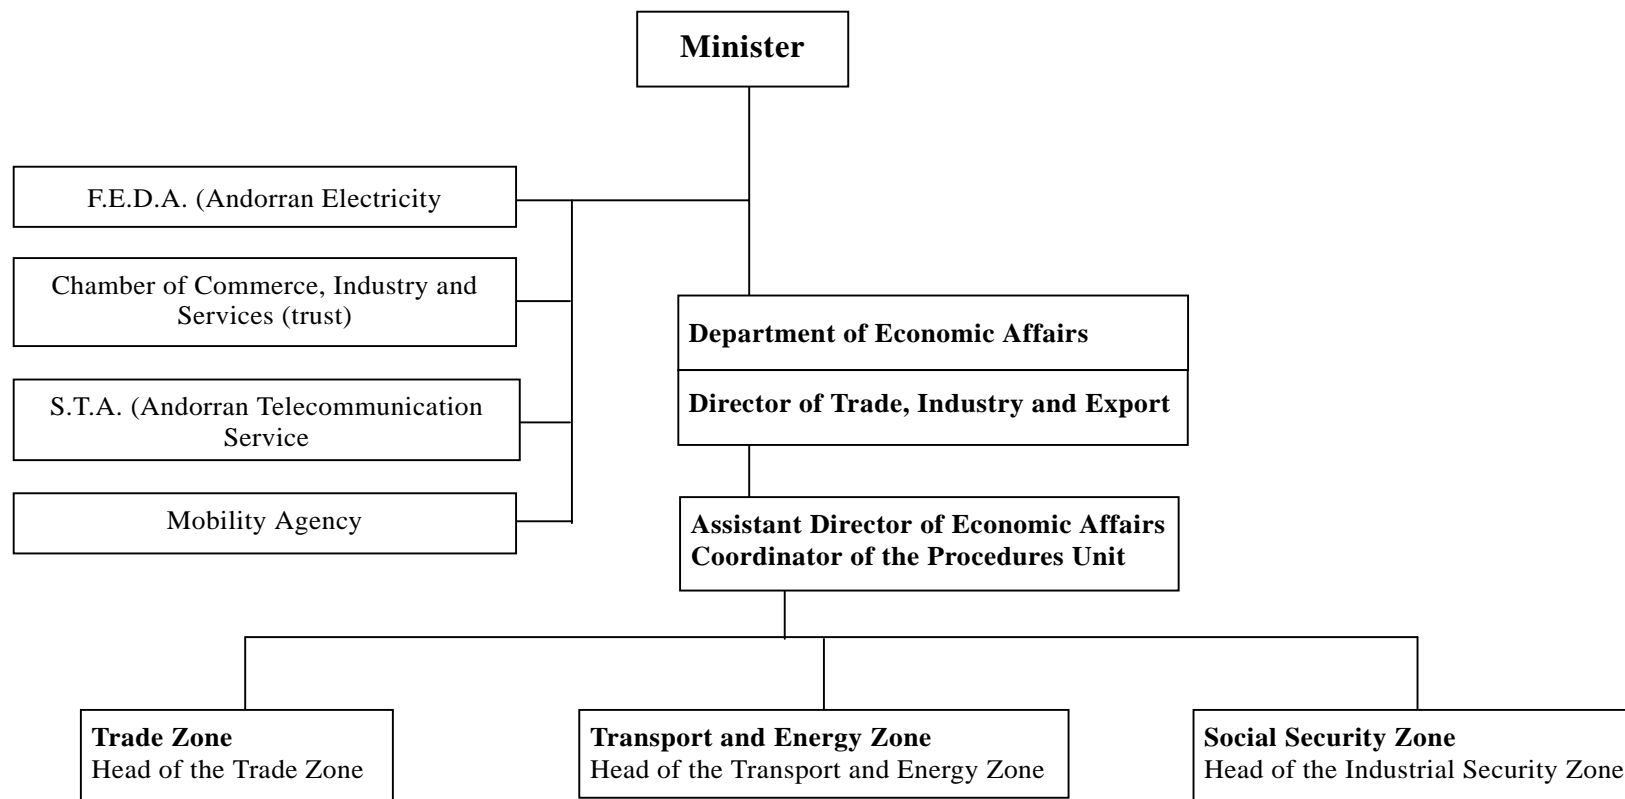 Minister
F.E.D.A. (Andorran Electricity
Chamber of Commerce, Industry and
Services (trust)
S.T.A. (Andorran Telecommunication
Service
Mobility Agency
Department of Economic Affairs
Director of Trade, Industry and Export
Assistant Director of Economic Affairs
Coordinator of the Procedures Unit
Trade Zone
Head of the Trade Zone
Transport and Energy Zone
Head of the Transport and Energy Zone
Social Security Zone
Head of the Industrial Security Zone